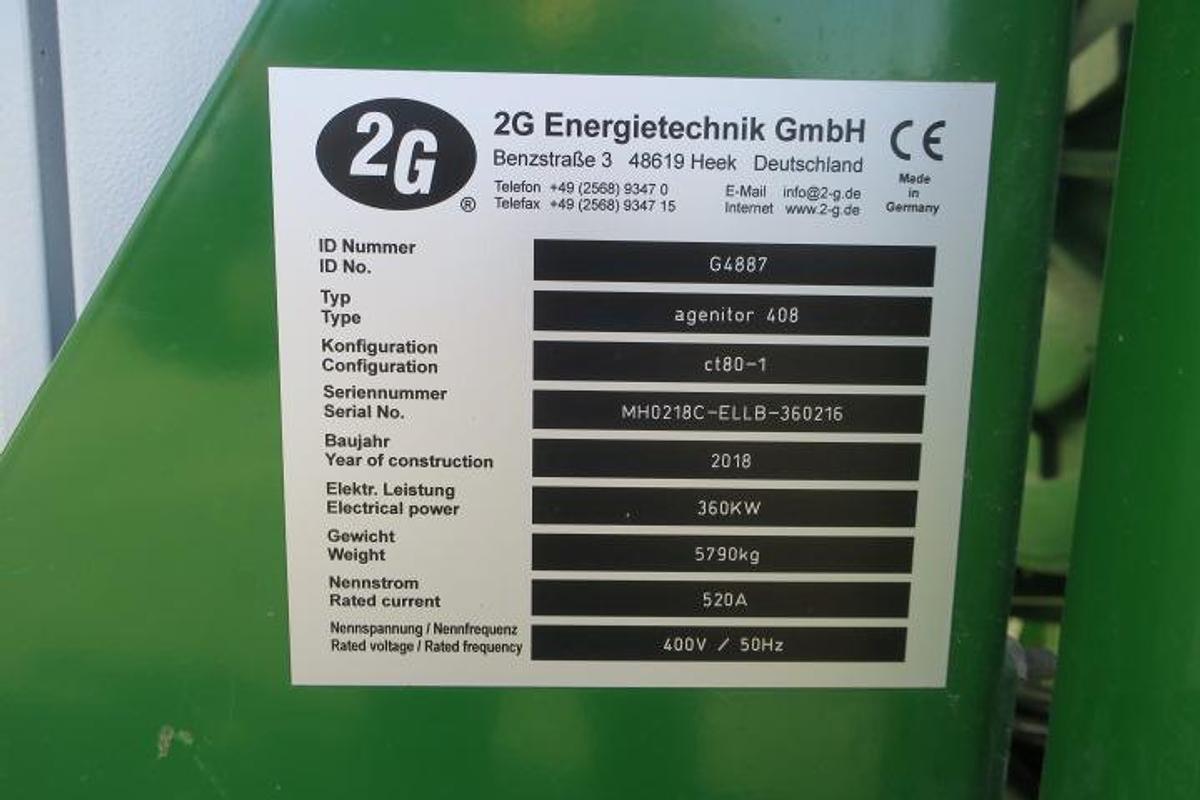 2G
®
2G Energietechnik GmbH
Benzstraße 3 48619 Heek Deutschland
Telefon +49 (2568) 9347 0 E-Mail info@2-g.de
Telefax +49 (2568) 9347 15 Internet www.2-g.de
CE
Made
in
Germany
ID Nummer
ID No.
G4887
Typ
Type
agenitor 408
Konfiguration
Configuration
ct80-1
Seriennummer
Serial No.
MH0218C-ELLB-360216
Baujahr
Year of construction
2018
Elektr. Leistung
Electrical power
360KW
Gewicht
Weight
5790kg
Nennstrom
Rated current
520A
Nennspannung / Nennfrequenz
Rated voltage / Rated frequency
400V / 50Hz